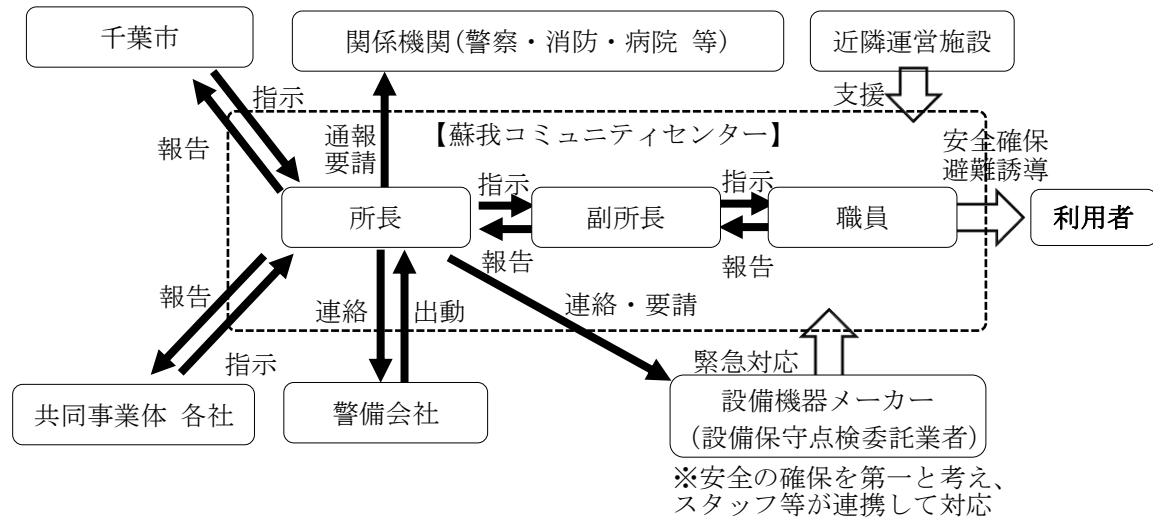 千葉市
関係機関(警察・消防・病院 等)
近隣運営施設
指示
支援
報告
通報
要請
【蘇我コミュニティセンター】
安全確保
避難誘導
指示
指示
所長
副所長
職員
利用者
報告
報告
報告
連絡
出動
連絡・要請
指示
緊急対応
共同事業体 各社
警備会社
設備機器メーカー
(設備保守点検委託業者)
※安全の確保を第一と考え、
スタッフ等が連携して対応